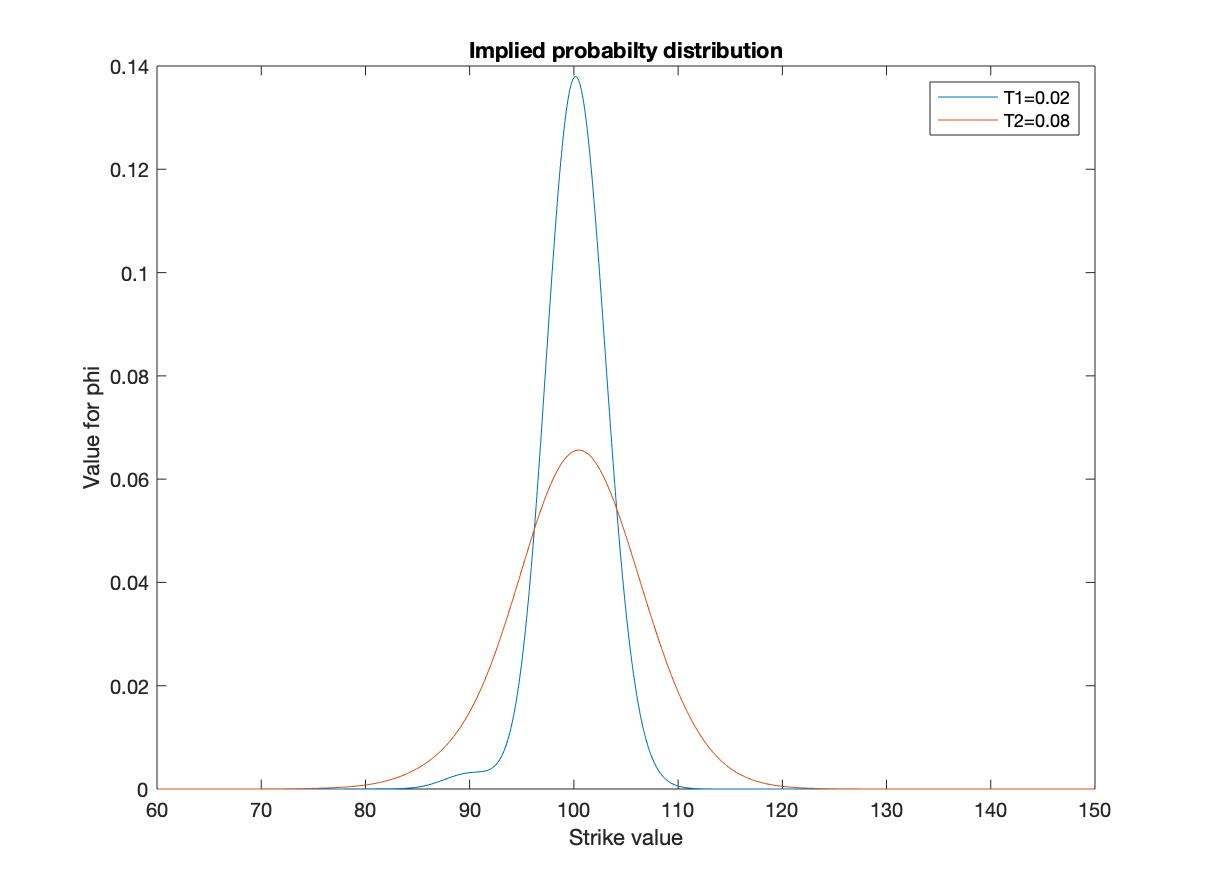 Implied probabilty distribution
T1=0.02
T2=0.08
0.14
0.12
0.1
0.08
0.06
0.04
0.02
0
Value for phi
60 70 80 90 100 110 120 130 140 150
Strike value